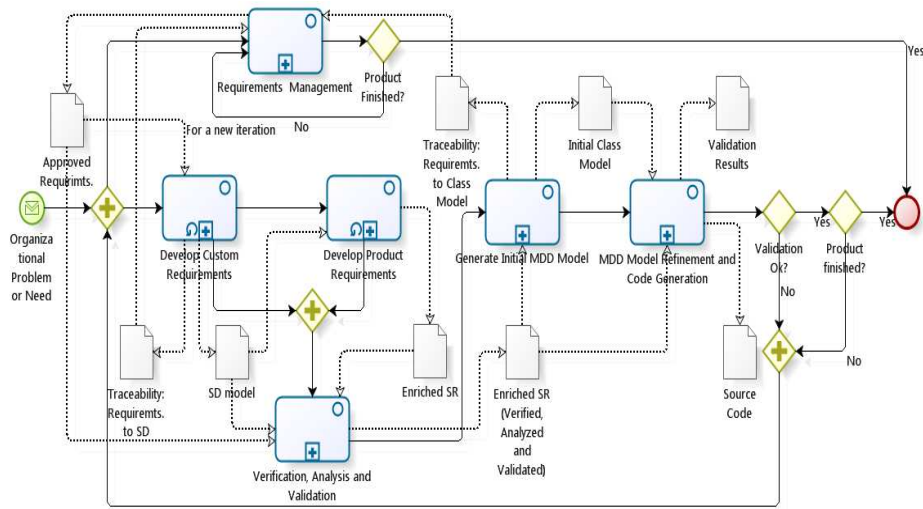 Requirements Management
Product
Finished?
Yes
For a new iteration
No
Approved
Requrimts.
Traceability:
Requiremts.
to Class
Model
Initial Class
Model
Validation
Results
Organiza
tional
Problem
or Need
Develop Custom
Requirements
Develop Product
Requirements
Generate Initial MDD Model
MDD Model Refinement and
Code Generation
Validation
Ok?
Yes
Product
finished?
Yes
No
No
Traceability:
Requiremts.
to SD
SD model
Enriched SR
Enriched SR
(Verified,
Analyzed
and
Validated)
Source
Code
Verification, Analysis and
Validation